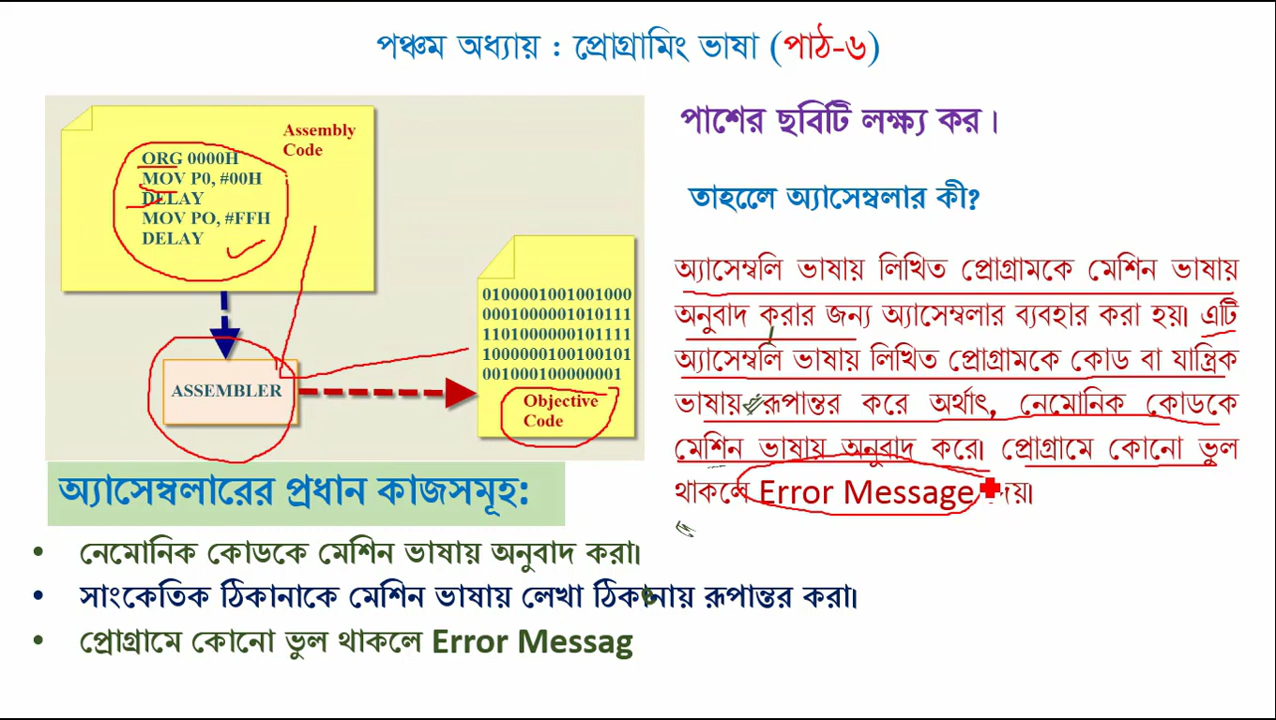 পঞ্চম অধ্যায় : প্রোগ্রামিং ভাষা (পাঠ-৬)
Assembly
Code
ORG 0000H
MOV P0, #00H
DELAY
MOV PO, #FFH
DELAY
ASSEMBLER
0100001001001000
0001000001010111
1101000000101111
1000000100100101
001000100000001
Objective
Code
পাশের ছবিটি লক্ষ্য কর।
তাহলে অ্যাসেম্বলার কী?
অ্যাসেম্বলি ভাষায় লিখিত প্রোগ্রামকে মেশিন ভাষায়
অনুবাদ করার জন্য অ্যাসেম্বলার ব্যবহার করা হয়। এটি
অ্যাসেম্বলি ভাষায় লিখিত প্রোগ্রামকে কোড বা যান্ত্রিক
ভাষায় রূপান্তর করে অর্থাৎ, নেমোনিক কোডকে
মেশিন ভাষায় অনুবাদ করে। প্রোগ্রামে কোনো ভুল
থাকলে Error Message
অ্যাসেম্বলারের প্রধান কাজসমূহ:
• নেমোনিক কোডকে মেশিন ভাষায় অনুবাদ করা।
• সাংকেতিক ঠিকানাকে মেশিন ভাষায় লেখা ঠিকানায় রূপান্তর করা।
• প্রোগ্রামে কোনো ভুল থাকলে Error Messag